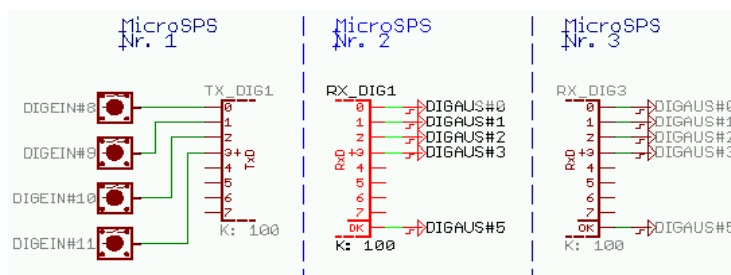 MicroSPS
Nr. 1
MicroSPS
Nr. 2
MicroSPS
Nr. 3
TX_DIG1
DIGEIN#8
DIGEIN#9
DIGEIN#10
DIGEIN#11
0
1
2
3+
4
5
6
7
TxD
K: 100
RX_DIG1
0
1
2
+3
4
5
6
7
OK
RxD
DIGAUS#0
DIGAUS#1
DIGAUS#2
DIGAUS#3
DIGAUS#5
K: 100
RX_DIG3
0
1
2
+3
4
5
6
7
OK
RxD
DIGAUS#0
DIGAUS#1
DIGAUS#2
DIGAUS#3
DIGAUS#5
K: 100